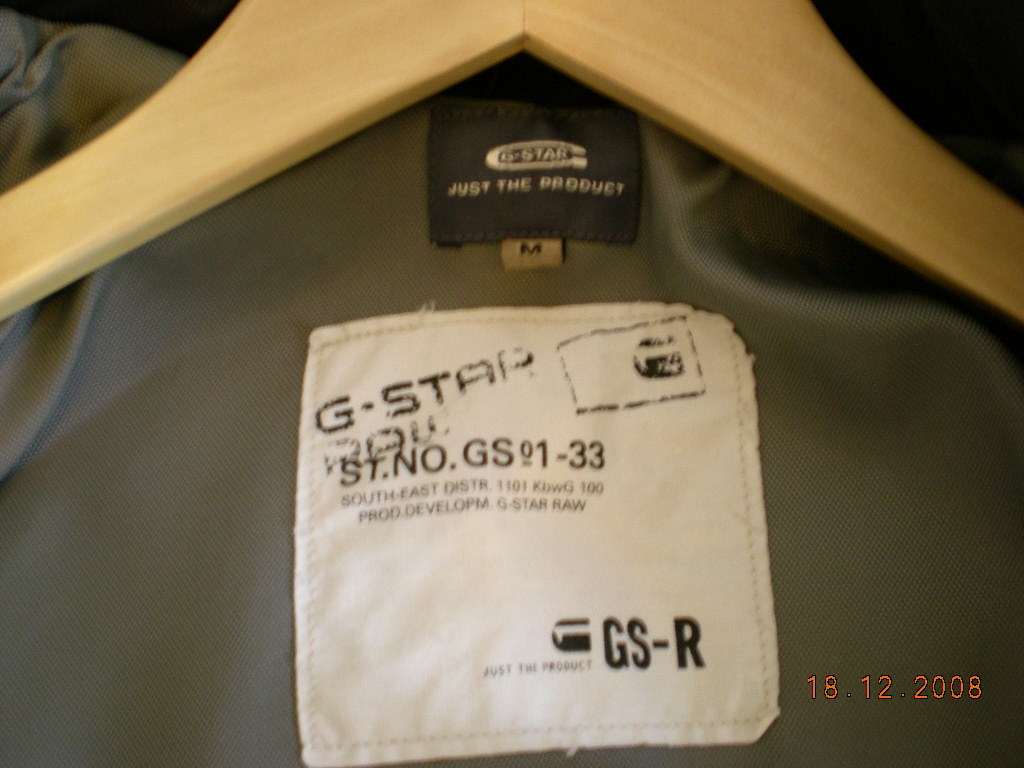 G-STAR
JUST THE PRODUCT
M
G-STAR
RAW
ST.NO.GS01-33
SOUTH-EAST DISTR. 1101 KbwG 100
PROD.DEVELOPM. G-STAR RAW
GS-R
JUST THE PRODUCT
18.12.2008